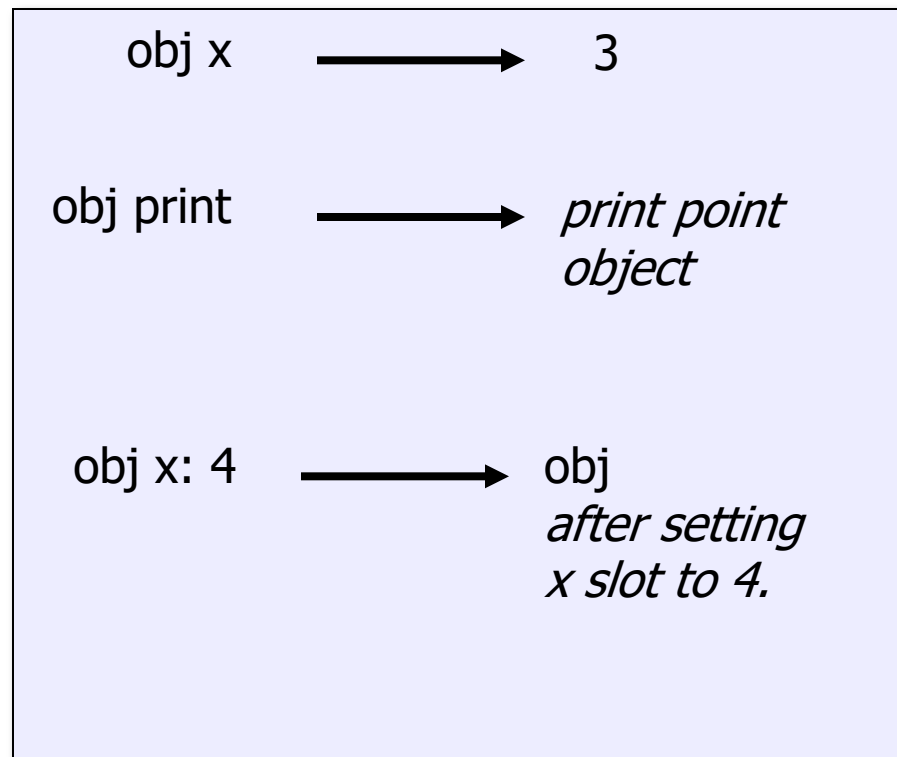 obj x 3
obj print print point
object
obj x: 4 obj
after setting
x slot to 4.